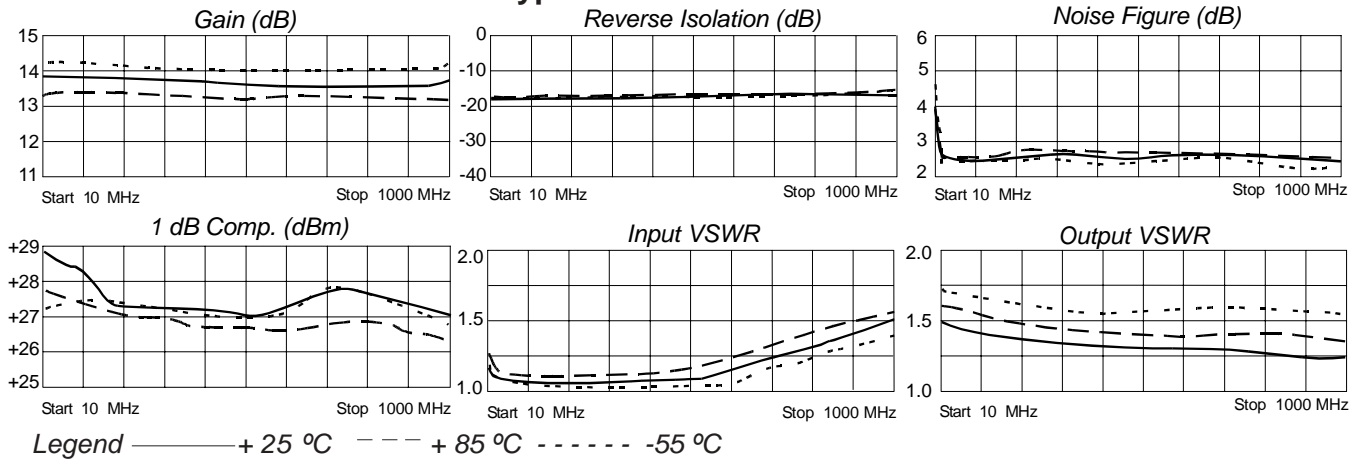 Gain (dB)
15
14
13
12
11
Start 10 MHz
Stop 1000 MHz
Reverse Isolation (dB)
0
-10
-20
-30
-40
Start 10 MHz
Stop 1000 MHz
Noise Figure (dB)
6
5
4
3
2
Start 10 MHz
Stop 1000 MHz
1 dB Comp. (dBm)
+29
+28
+27
+26
+25
Start 10 MHz
Stop 1000 MHz
Input VSWR
2.0
1.5
1.0
Start 10 MHz
Stop 1000 MHz
Output VSWR
2.0
1.5
1.0
Start 10 MHz
Stop 1000 MHz
Legend + 25 ºC + 85 ºC -55 ºC